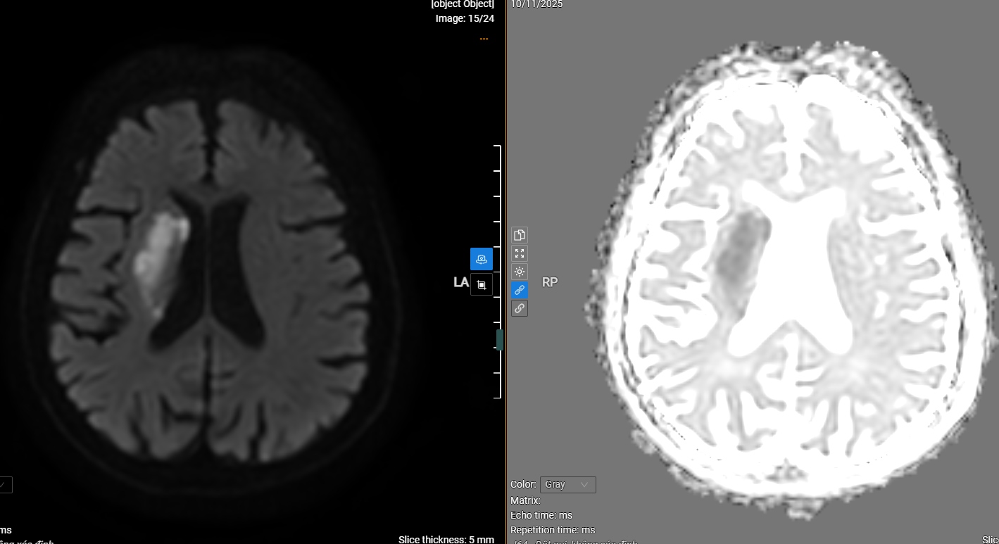 [object Object]
Image: 15/24
LA
ms
Slice thickness: 5 mm
10/11/2025
RP
Color: Gray
Matrix:
Echo time: ms
Repetition time: ms